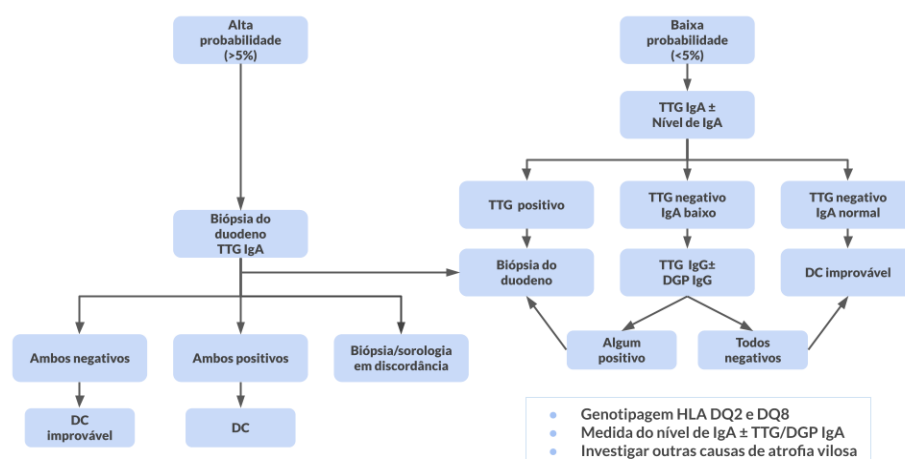 Alta
probabilidade
(>5%)
Baixa
probabilidade
(<5%)
TTG IgA ±
Nível de IgA
TTG positivo
TTG negativo
IgA baixo
TTG negativo
IgA normal
Biópsia do
duodeno
TTG IgA
Biópsia do
duodeno
TTG IgG±
DGP IgG
DC improvável
Ambos negativos
Ambos positivos
Biópsia/sorologia
em discordância
Algum
positivo
Todos
negativos
DC
improvável
DC
Genotipagem HLA DQ2 e DQ8
Medida do nível de IgA ± TTG/DGP IgA
Investigar outras causas de atrofia vilosa